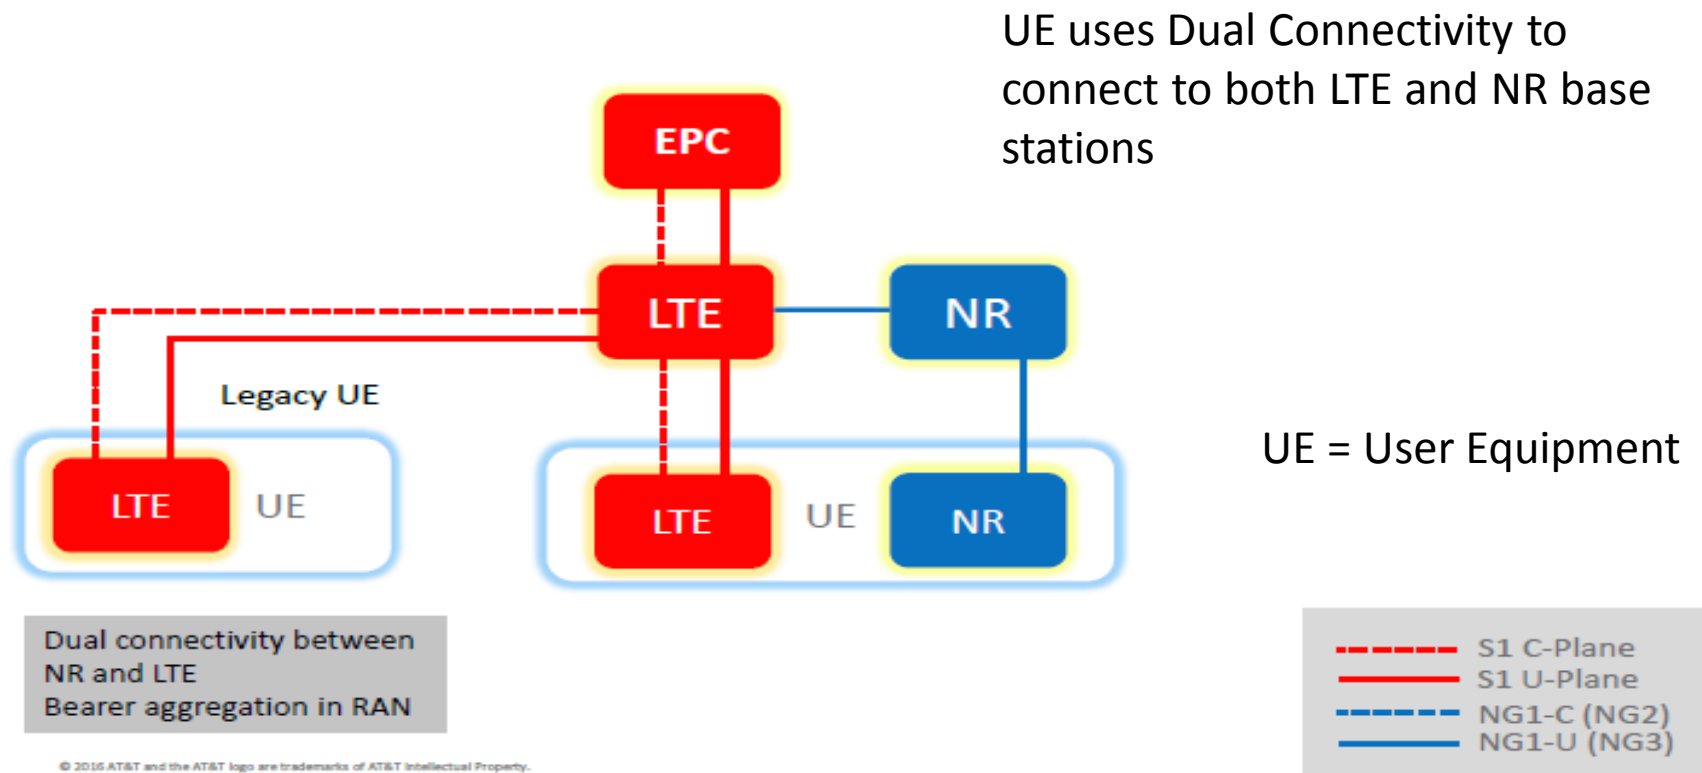 UE uses Dual Connectivity to
connect to both LTE and NR base
stations
EPC
LTE
NR
Legacy UE
LTE
UE
LTE
UE
NR
UE = User Equipment
Dual connectivity between
NR and LTE
Bearer aggregation in RAN
S1 C-Plane
S1 U-Plane
NG1-C (NG2)
NG1-U (NG3)
© 2016 AT&T and the AT&T logo are trademarks of AT&T Intellectual Property.